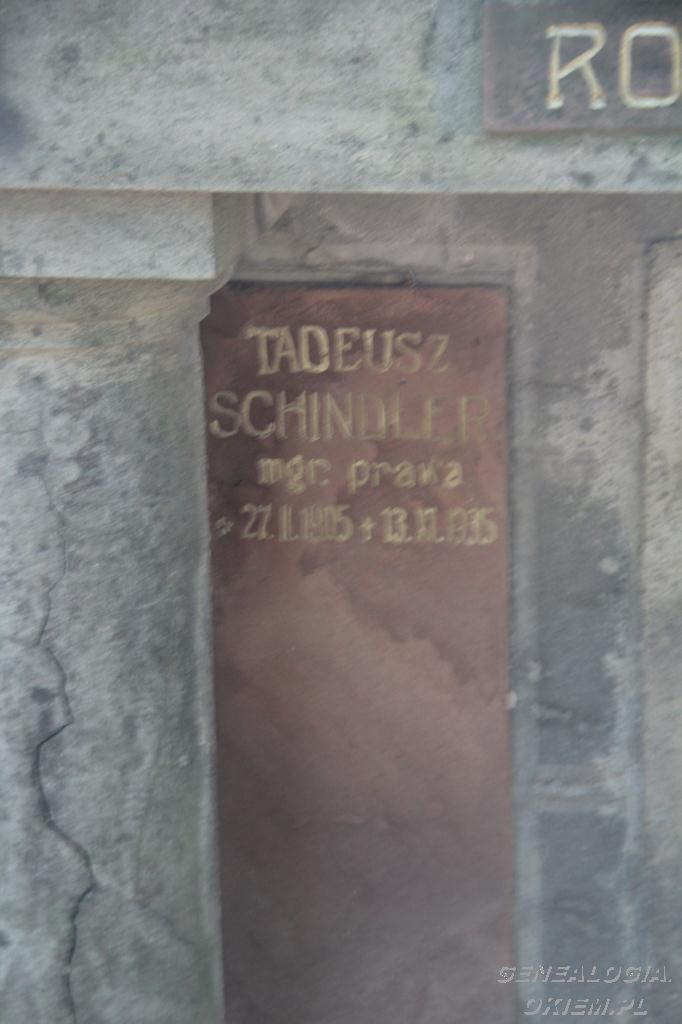 RO
TADEUSZ
SCHINDLER
mgr. prawa
* 27.II.1905 + 13.XI.1935
GENEALOGIA.
OKIEM.PL